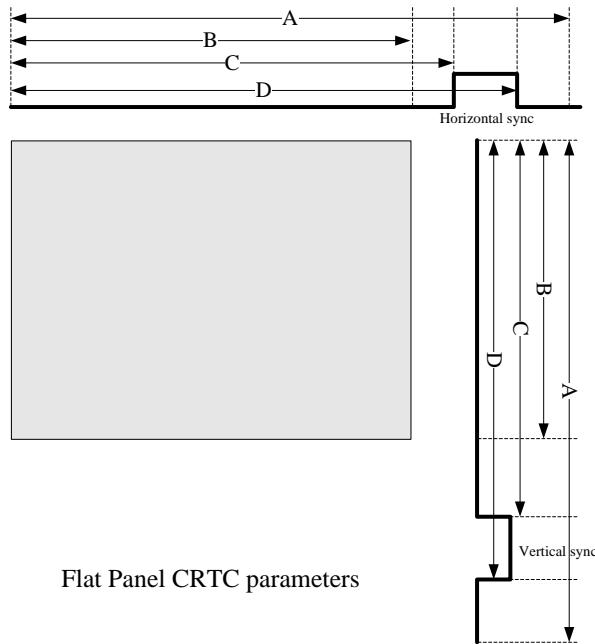 A
B
C
D
Horizontal sync
B
C
D
A
Vertical sync
Flat Panel CRTC parameters